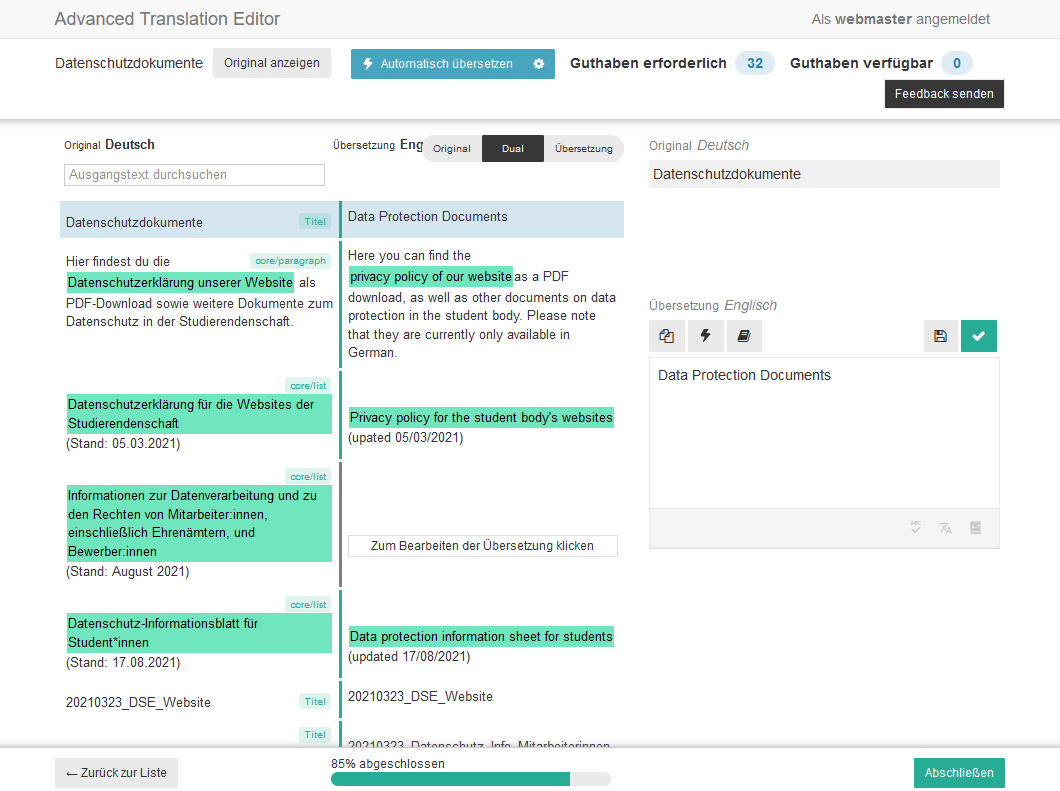 Advanced Translation Editor
Als webmaster angemeldet
Datenschutzdokumente
Original anzeigen
Automatisch übersetzen
Guthaben erforderlich 32
Guthaben verfügbar 0
Feedback senden
Original Deutsch
Übersetzung Eng
Original
Dual
Übersetzung
Ausgangstext durchsuchen
Datenschutzdokumente
Titel
Data Protection Documents
Hier findest du die
core/paragraph
Datenschutzerklärung unserer Website als
PDF-Download sowie weitere Dokumente zum
Datenschutz in der Studierendenschaft.
Here you can find the
privacy policy of our website as a PDF
download, as well as other documents on data
protection in the student body. Please note
that they are currently only available in
German.
core/list
Datenschutzerklärung für die Websites der
Studierendenschaft
(Stand: 05.03.2021)
Privacy policy for the student body's websites
(upated 05/03/2021)
core/list
Informationen zur Datenverarbeitung und zu
den Rechten von Mitarbeiter:innen,
einschließlich Ehrenämtern, und
Bewerber:innen
(Stand: August 2021)
Zum Bearbeiten der Übersetzung klicken
core/list
Datenschutz-Informationsblatt für
Student*innen
(Stand: 17.08.2021)
Data protection information sheet for students
(updated 17/08/2021)
20210323_DSE_Website
Titel
20210323_DSE_Website
Titel
20210323_Datenschutz_Info_Mitarbeiterinnen
Original Deutsch
Datenschutzdokumente
Übersetzung Englisch
Data Protection Documents
ABC
← Zurück zur Liste
85% abgeschlossen
Abschließen